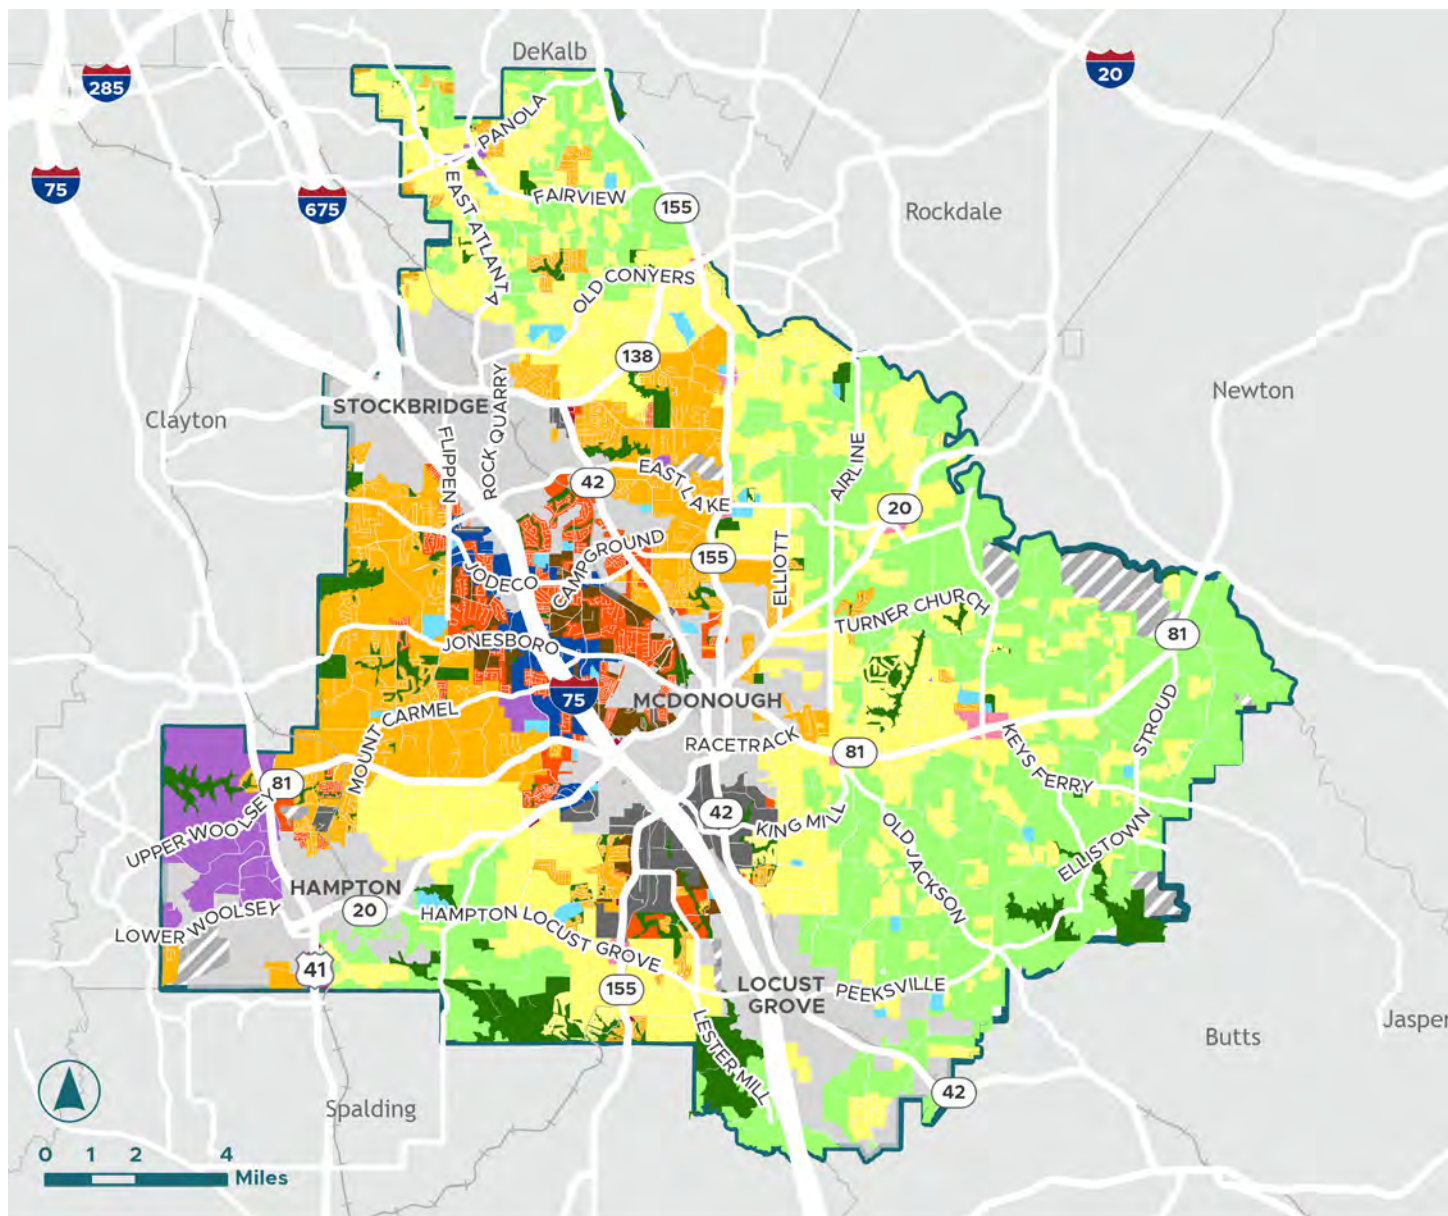 DeKalb
285
20
PANOLA
75
675
EAST ATLANTA
FAIRVIEW
155
Rockdale
OLD CONYERS
138
Newton
STOCKBRIDGE
Clayton
FLIPPEN
ROCK QUARRY
42
EAST LAKE
AIRLINE
20
CAMPGROUND
155
JODECO
ELLIOTT
TURNER CHURCH
81
JONESBORO
75
MCDONOUGH
MOUNT CARMEL
RACETRACK
81
KEYS FERRY
STROUD
81
UPPER WOOLSEY
42
KING MILL
OLD JACKSON
ELLISTOWN
HAMPTON
20
LOWER WOOLSEY
HAMPTON LOCUST GROVE
41
155
LOCUST
GROVE
PEEKSVILLE
Jasper
Butts
LESTER MILL
42
Spalding
0 1 2 4
Miles